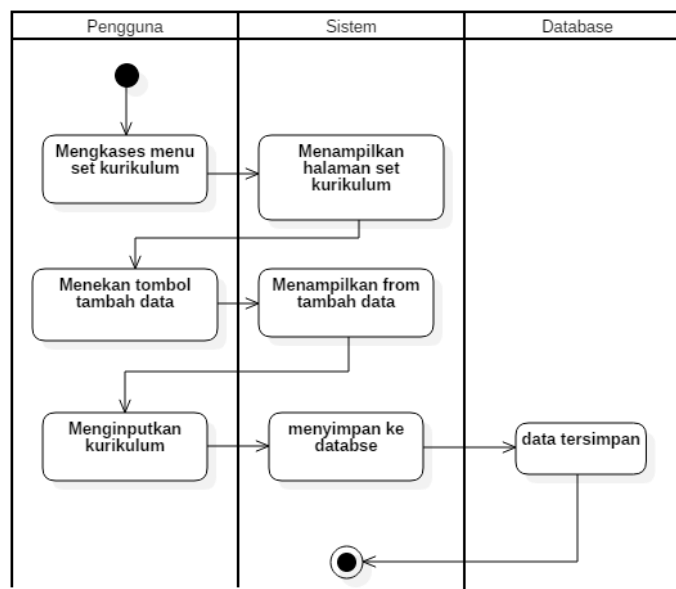 Pengguna
Sistem
Database
Mengkases menu
set kurikulum
Menampilkan
halaman set
kurikulum
Menekan tombol
tambah data
Menampilkan from
tambah data
Menginputkan
kurikulum
menyimpan ke
databse
data tersimpan